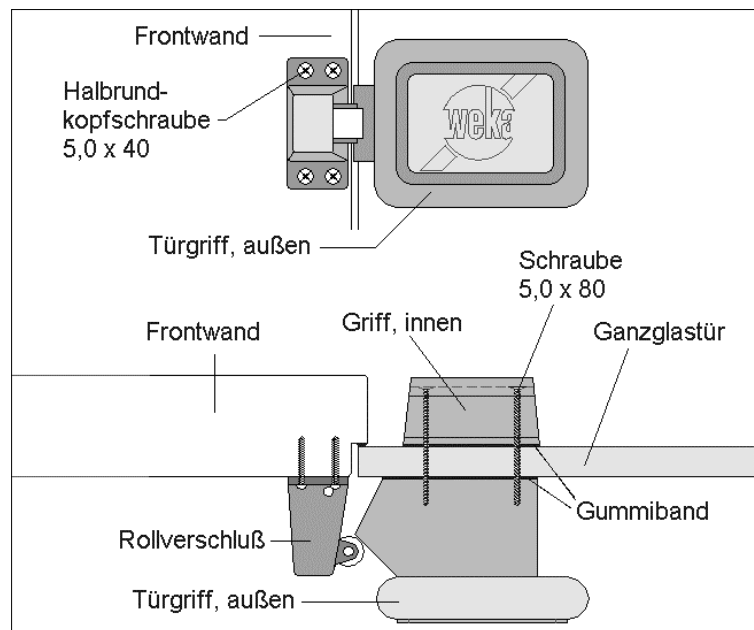 Frontwand
Halbrund-
kopfschraube
5,0 x 40
weka
Türgriff, außen
Schraube
5,0 x 80
Frontwand
Griff, innen
Ganzglastür
Gummiband
Rollverschluß
Türgriff, außen